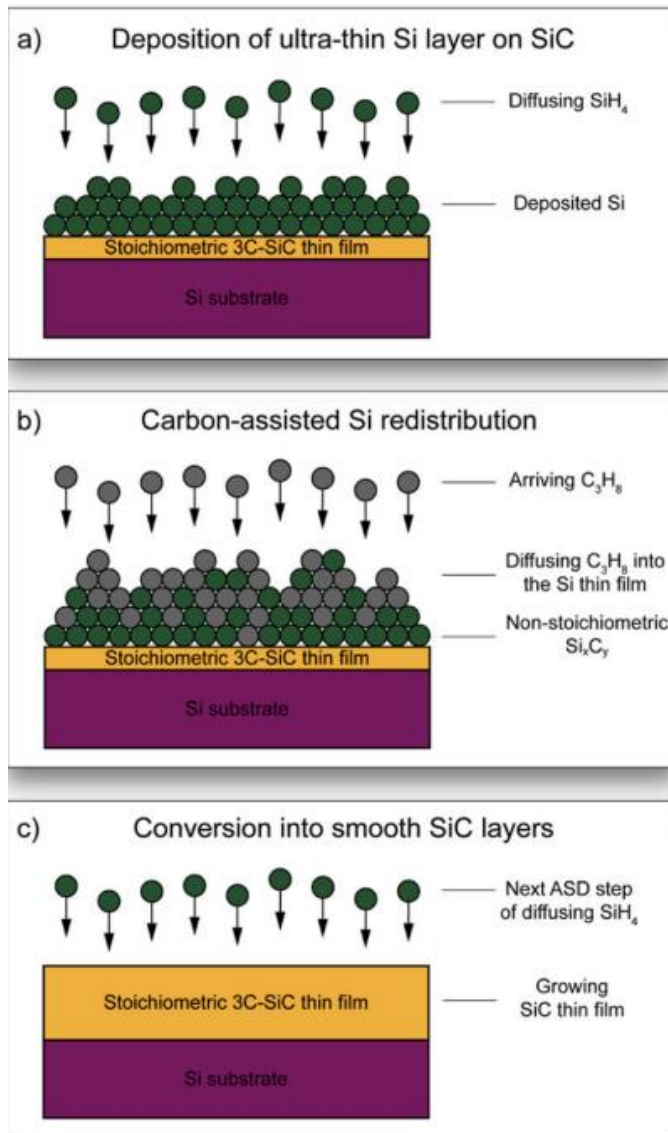 a) Deposition of ultra-thin Si layer on SiC
Diffusing SiH₄
Deposited Si
Stoichiometric 3C-SiC thin film
Si substrate
b) Carbon-assisted Si redistribution
Arriving C₃H₈
Diffusing C₃H₈ into
the Si thin film
Non-stoichiometric
SiₓCᵧ
Stoichiometric 3C-SiC thin film
Si substrate
c) Conversion into smooth SiC layers
Next ASD step
of diffusing SiH₄
Stoichiometric 3C-SiC thin film
Growing
SiC thin film
Si substrate